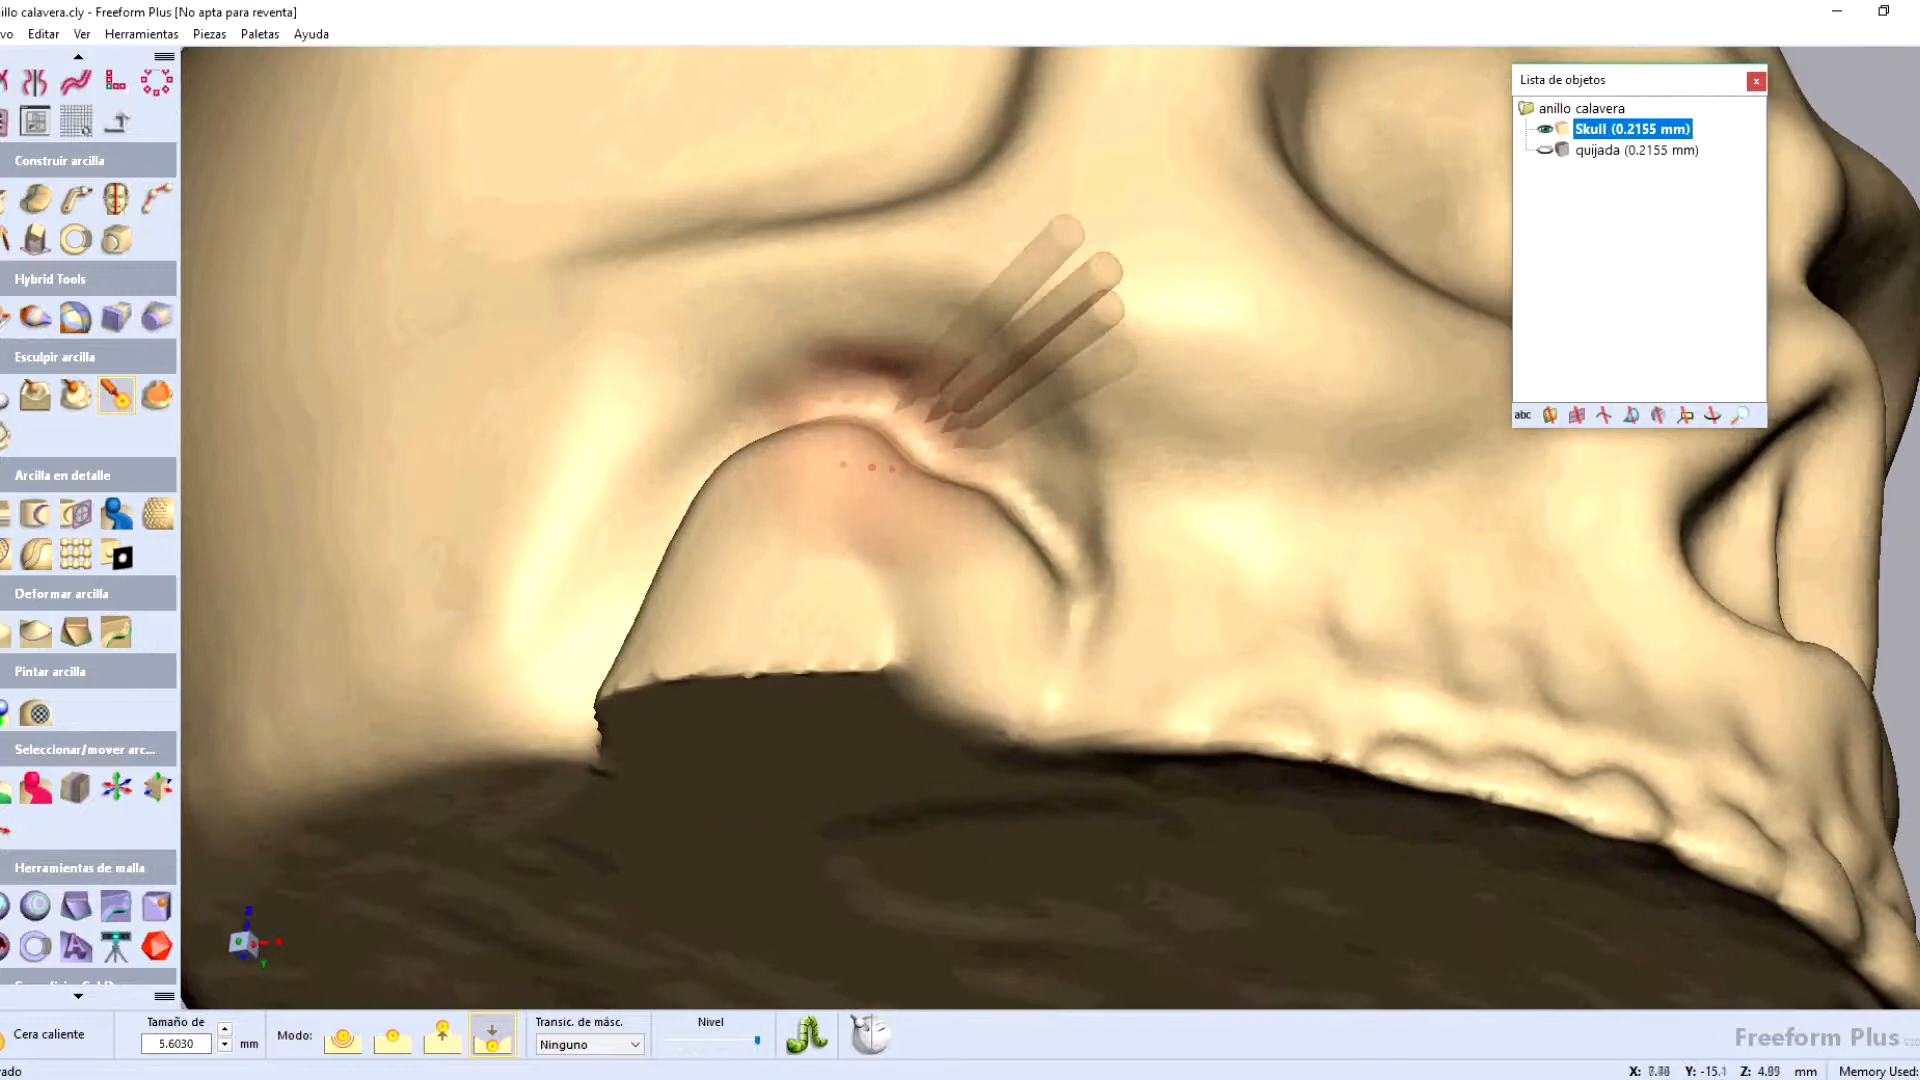 illo calavera.cly - Freeform Plus [No apta para reventa]
vo Editar Ver Herramientas Piezas Paletas Ayuda
Construir arcilla
Hybrid Tools
Esculpir arcilla
Arcilla en detalle
Deformar arcilla
Pintar arcilla
Seleccionar/mover arc...
Herramientas de malla
Lista de objetos
anillo calavera
Skull (0.2155 mm)
quijada (0.2155 mm)
abc
Cera caliente
Tamaño de
5.6030 mm
Modo:
Transic. de másc.
Ninguno
Nivel
Freeform Plus
rado
X: Y: -15.1 Z: mm Memory Used: